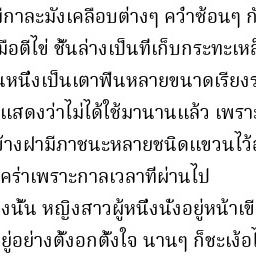 กาละมังเคลือบต่างๆ คว่ำซ้อนๆ
มือตีไข่ ชั้นล่างเป็นที่เก็บกระทะเหล็
หนึ่งเป็นเตาฟืนหลายขนาดเรียงร
แสดงว่าไม่ได้ใช้มานานแล้ว เพรา
ข้างฝามีภาชนะหลายชนิดแขวนไว้
คร่าเพราะกาลเวลาที่ผ่านไป
งนั้น หญิงสาวผู้หนึ่งนั่งอยู่หน้าเขี
ยู่อย่างตั้งอกตั้งใจ นานๆ ก็ชะเง้อ